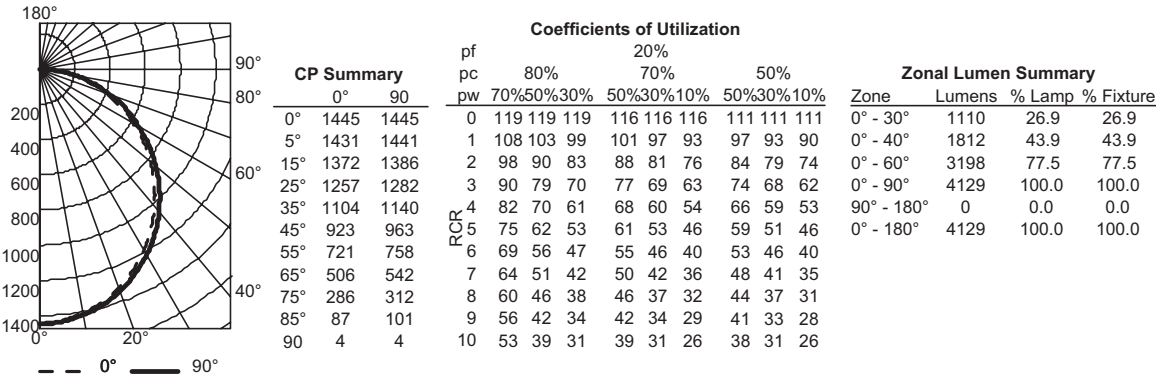 180°
90°
80°
60°
40°
20°
0°
200
400
600
800
1000
1200
1400
0° 90°
CP Summary
0° 90
0° 1445 1445
5° 1431 1441
15° 1372 1386
25° 1257 1282
35° 1104 1140
45° 923 963
55° 721 758
65° 506 542
75° 286 312
85° 87 101
90 4 4
Coefficients of Utilization
pf 20%
pc 80% 70% 50%
pw 70%50%30% 50%30%10% 50%30%10%
RCR
0 119 119 119 116 116 116 111 111 111
1 108 103 99 101 97 93 97 93 90
2 98 90 83 88 81 76 84 79 74
3 90 79 70 77 69 63 74 68 62
4 82 70 61 68 60 54 66 59 53
5 75 62 53 61 53 46 59 51 46
6 69 56 47 55 46 40 53 46 40
7 64 51 42 50 42 36 48 41 35
8 60 46 38 46 37 32 44 37 31
9 56 42 34 42 34 29 41 33 28
10 53 39 31 39 31 26 38 31 26
Zonal Lumen Summary
Zone Lumens % Lamp % Fixture
0° - 30° 1110 26.9 26.9
0° - 40° 1812 43.9 43.9
0° - 60° 3198 77.5 77.5
0° - 90° 4129 100.0 100.0
90° - 180° 0 0.0 0.0
0° - 180° 4129 100.0 100.0